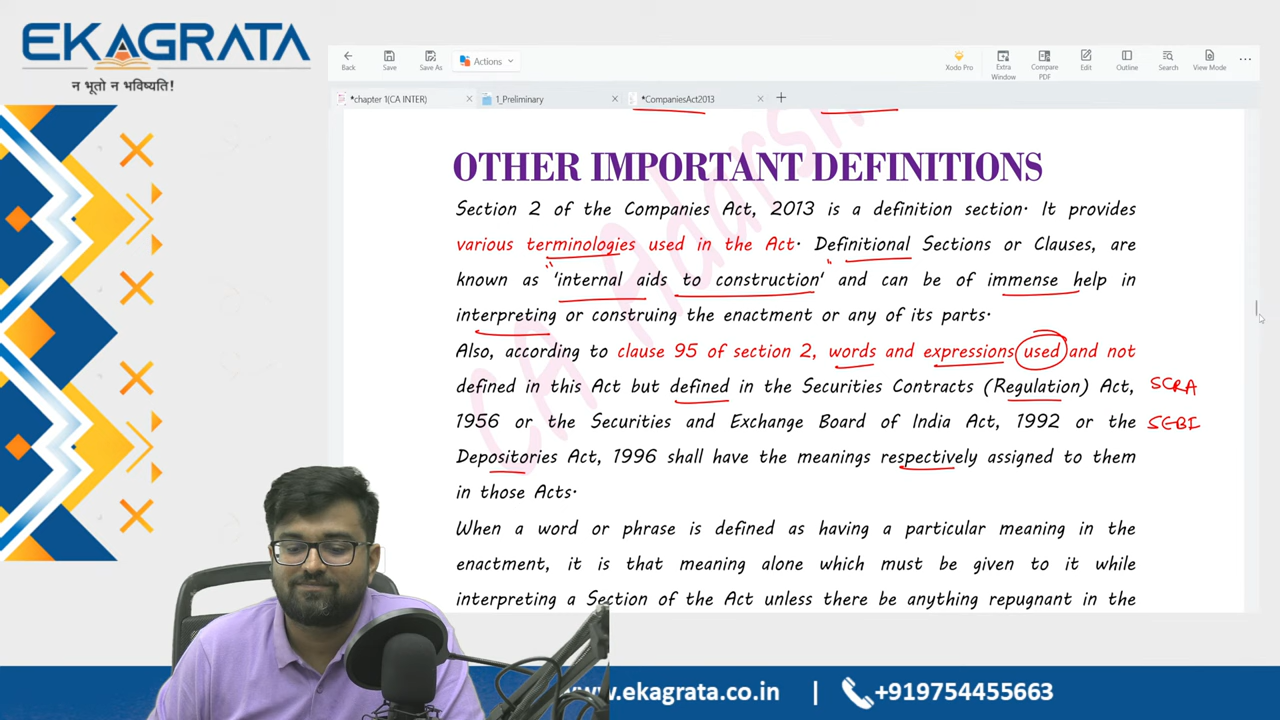 EKAGRATA
न भूतो न भविष्यति!
Back
Save
Save As
Actions
Xodo Pro
Extra Window
Compare PDF
Edit
Outline
Search
View Mode
*chapter 1(CA INTER)
1_Preliminary
*CompaniesAct2013
OTHER IMPORTANT DEFINITIONS
Section 2 of the Companies Act, 2013 is a definition section. It provides
various terminologies used in the Act. Definitional Sections or Clauses, are
known as 'internal aids to construction' and can be of immense help in
interpreting or construing the enactment or any of its parts.
Also, according to clause 95 of section 2, words and expressions used and not
defined in this Act but defined in the Securities Contracts (Regulation) Act, SCRA
1956 or the Securities and Exchange Board of India Act, 1992 or the SEBI
Depositories Act, 1996 shall have the meanings respectively assigned to them
in those Acts.
When a word or phrase is defined as having a particular meaning in the
enactment, it is that meaning alone which must be given to it while
interpreting a Section of the Act unless there be anything repugnant in the
CA Adarsh
www.ekagrata.co.in | +919754455663